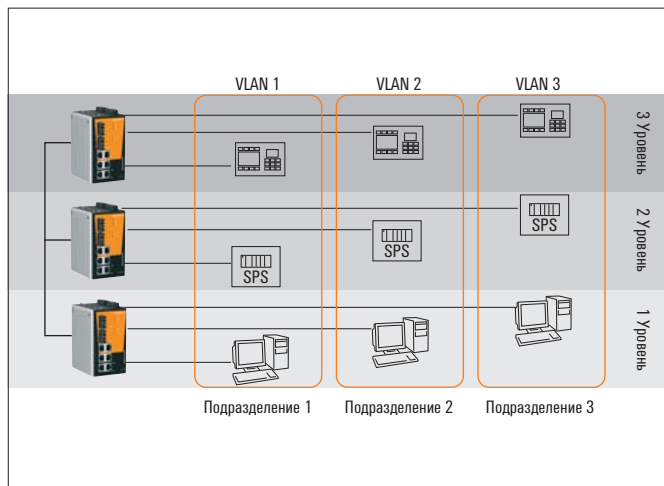 VLAN 1
VLAN 2
VLAN 3
3 Уровень
SPS
SPS
SPS
2 Уровень
1 Уровень
Подразделение 1
Подразделение 2
Подразделение 3